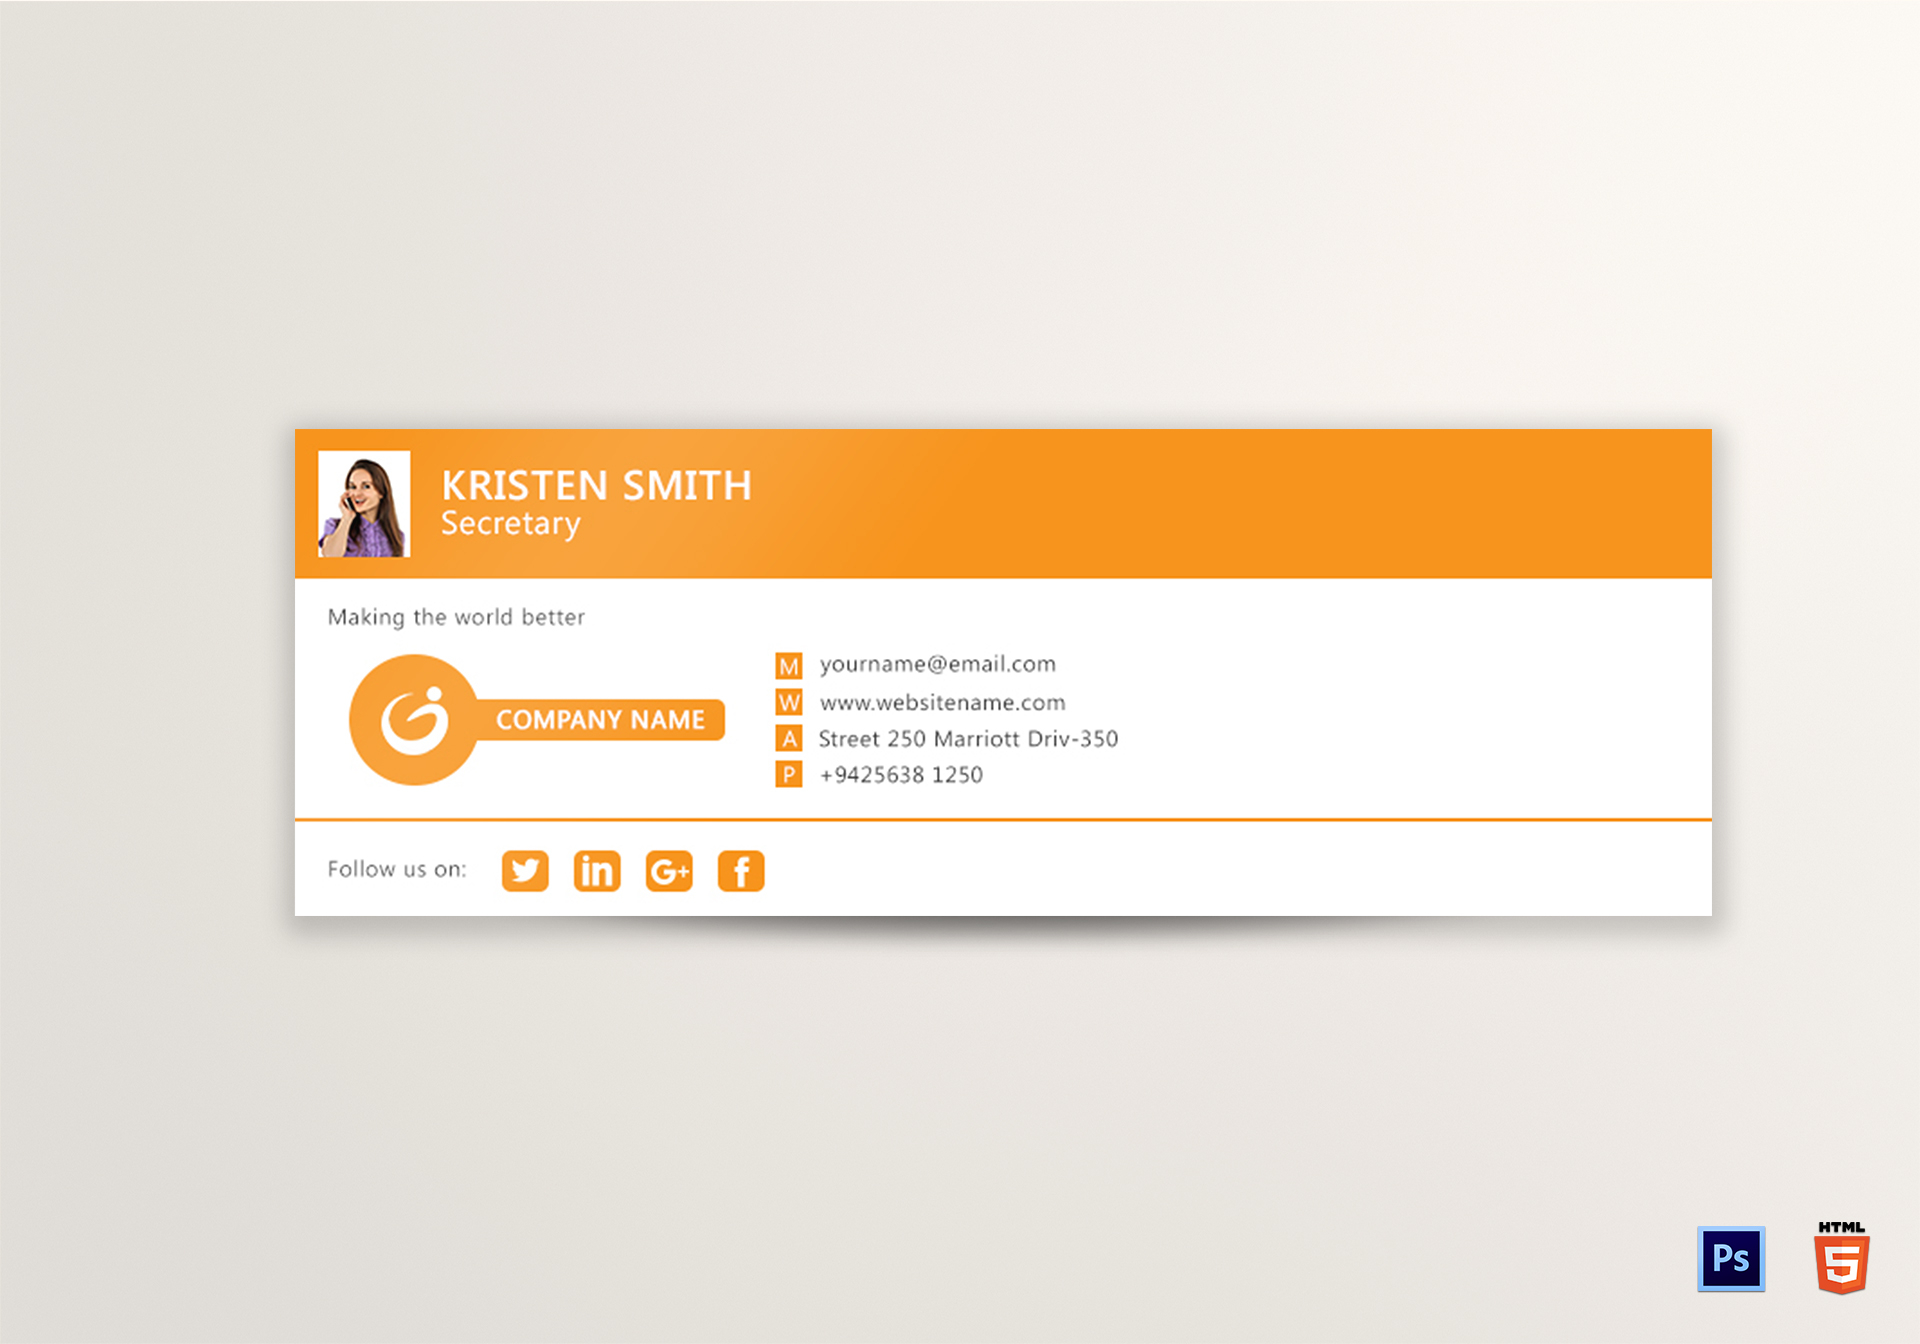 KRISTEN SMITH
Secretary
Making the world better
COMPANY NAME
M yourname@email.com
W www.websitename.com
A Street 250 Marriott Driv-350
P +9425638 1250
Follow us on:
in
G+
f
Ps
HTML
5